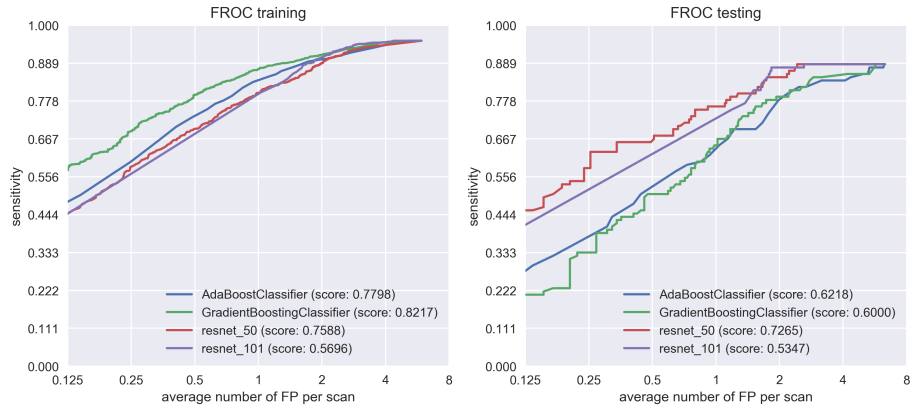 FROC training
1.000
0.889
0.778
0.667
0.556
0.444
0.333
0.222
0.111
0.000
sensitivity
AdaBoostClassifier (score: 0.7798)
GradientBoostingClassifier (score: 0.8217)
resnet_50 (score: 0.7588)
resnet_101 (score: 0.5696)
0.125 0.25 0.5 1 2 4 8
average number of FP per scan
FROC testing
1.000
0.889
0.778
0.667
0.556
0.444
0.333
0.222
0.111
0.000
sensitivity
AdaBoostClassifier (score: 0.6218)
GradientBoostingClassifier (score: 0.6000)
resnet_50 (score: 0.7265)
resnet_101 (score: 0.5347)
0.125 0.25 0.5 1 2 4 8
average number of FP per scan